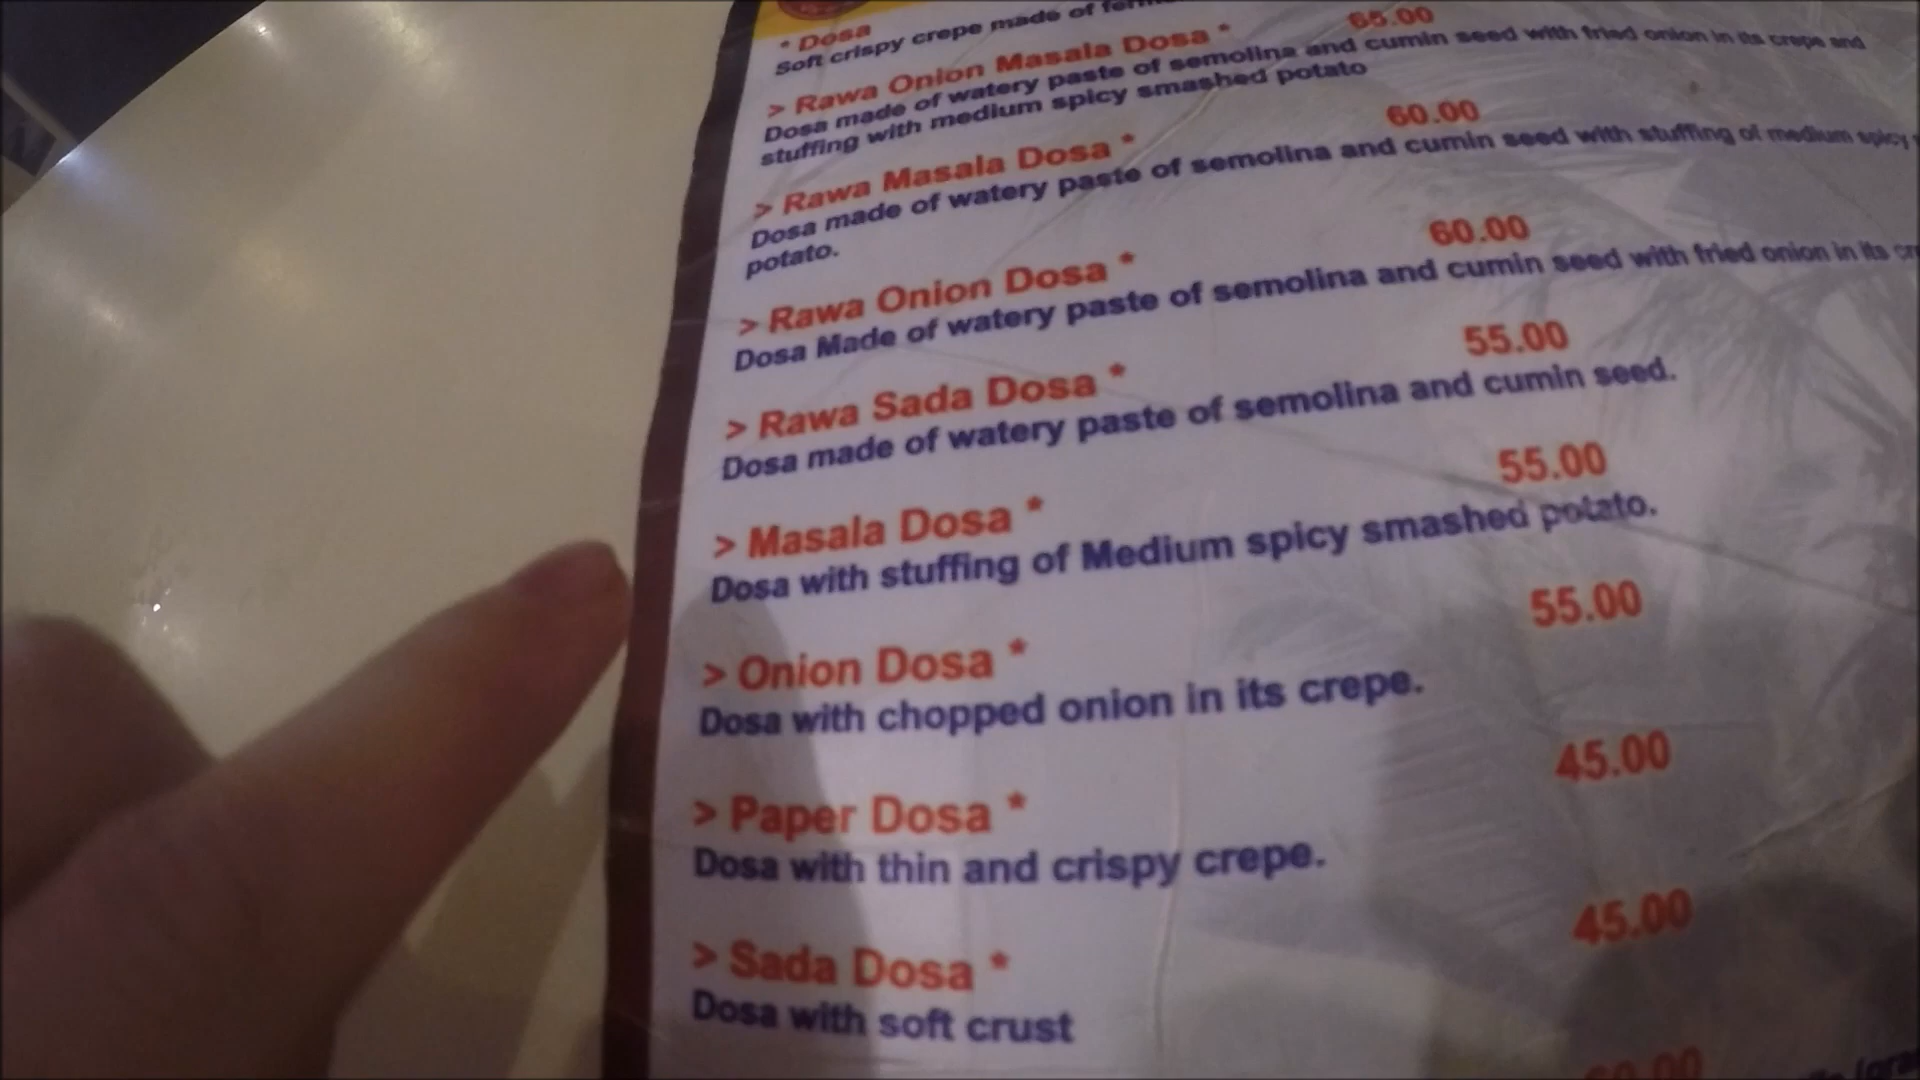 * Dosa
Soft crispy crepe made of
> Rawa Onion Masala Dosa * 65.00
Dosa made of watery paste of semolina and cumin seed with fried onion in its crepe and
stuffing with medium spicy smashed potato
> Rawa Masala Dosa * 60.00
Dosa made of watery paste of semolina and cumin seed with stuffing of medium spicy
potato.
> Rawa Onion Dosa * 60.00
Dosa Made of watery paste of semolina and cumin seed with fried onion in its
> Rawa Sada Dosa * 55.00
Dosa made of watery paste of semolina and cumin seed.
> Masala Dosa * 55.00
Dosa with stuffing of Medium spicy smashed potato.
> Onion Dosa * 55.00
Dosa with chopped onion in its crepe.
> Paper Dosa * 45.00
Dosa with thin and crispy crepe.
> Sada Dosa * 45.00
Dosa with soft crust
60.00